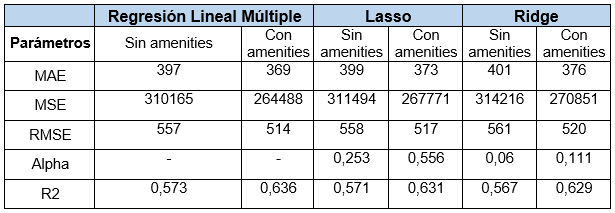 Regresión Lineal Múltiple Lasso Ridge
Parámetros Sin amenities Con amenities Sin amenities Con amenities Sin amenities Con amenities
MAE 397 369 399 373 401 376
MSE 310165 264488 311494 267771 314216 270851
RMSE 557 514 558 517 561 520
Alpha - - 0,253 0,556 0,06 0,111
R2 0,573 0,636 0,571 0,631 0,567 0,629